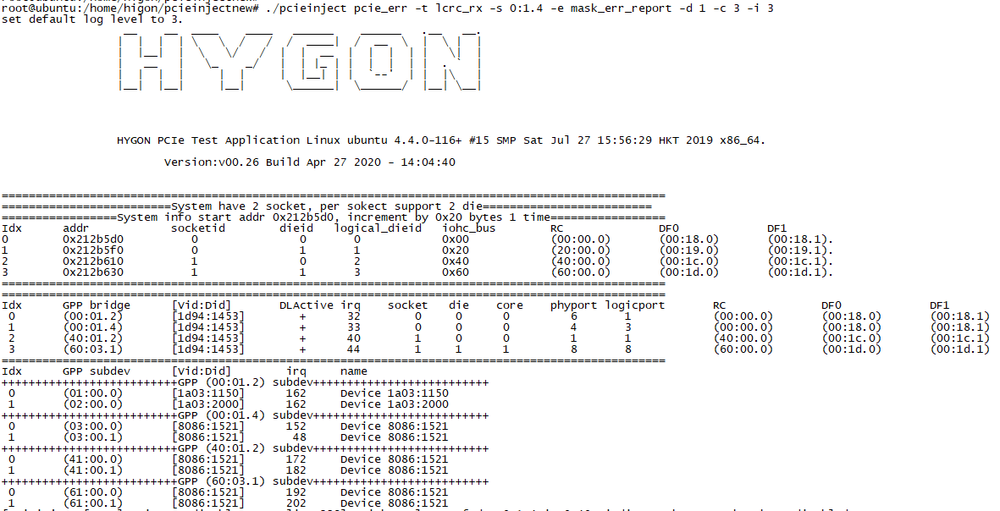 root@ubuntu:/home/higon/pcieinjectnew# ./pcieinject pcie_err -t lcrc_rx -s 0:1.4 -e mask_err_report -d 1 -c 3 -i 3
set default log level to 3.
HYGON
HYGON PCIe Test Application Linux ubuntu 4.4.0-116+ #15 SMP Sat Jul 27 15:56:29 HKT 2019 x86_64.
Version:v00.26 Build Apr 27 2020 - 14:04:40
==================================================================================================
=========================System have 2 socket, per sokect support 2 die=========================
=================System info start addr 0x212b5d0, increment by 0x20 bytes 1 time=================
Idx addr socketid dieid logical_dieid iohc_bus RC DF0 DF1
0 0x212b5d0 0 0 0 0x00 (00:00.0) (00:18.0) (00:18.1).
1 0x212b5f0 0 1 1 0x20 (20:00.0) (00:19.0) (00:19.1).
2 0x212b610 1 0 2 0x40 (40:00.0) (00:1c.0) (00:1c.1).
3 0x212b630 1 1 3 0x60 (60:00.0) (00:1d.0) (00:1d.1).
==================================================================================================
==================================================================================================
Idx GPP bridge [Vid:Did] DLActive irq socket die core phyport logicport RC DF0 DF1
0 (00:01.2) [1d94:1453] + 32 0 0 0 6 1 (00:00.0) (00:18.0) (00:18.1)
1 (00:01.4) [1d94:1453] + 33 0 0 0 4 3 (00:00.0) (00:18.0) (00:18.1)
2 (40:01.2) [1d94:1453] + 40 1 0 0 1 1 (40:00.0) (00:1c.0) (00:1c.1)
3 (60:03.1) [1d94:1453] + 44 1 1 1 8 8 (60:00.0) (00:1d.0) (00:1d.1)
==================================================================================================
Idx GPP subdev [Vid:Did] irq name
++++++++++++++++++++++++++GPP (00:01.2) subdev++++++++++++++++++++++++++
0 (01:00.0) [1a03:1150] 162 Device 1a03:1150
1 (02:00.0) [1a03:2000] 162 Device 1a03:2000
++++++++++++++++++++++++++GPP (00:01.4) subdev++++++++++++++++++++++++++
0 (03:00.0) [8086:1521] 152 Device 8086:1521
1 (03:00.1) [8086:1521] 48 Device 8086:1521
++++++++++++++++++++++++++GPP (40:01.2) subdev++++++++++++++++++++++++++
0 (41:00.0) [8086:1521] 172 Device 8086:1521
1 (41:00.1) [8086:1521] 182 Device 8086:1521
++++++++++++++++++++++++++GPP (60:03.1) subdev++++++++++++++++++++++++++
0 (61:00.0) [8086:1521] 192 Device 8086:1521
1 (61:00.1) [8086:1521] 202 Device 8086:1521